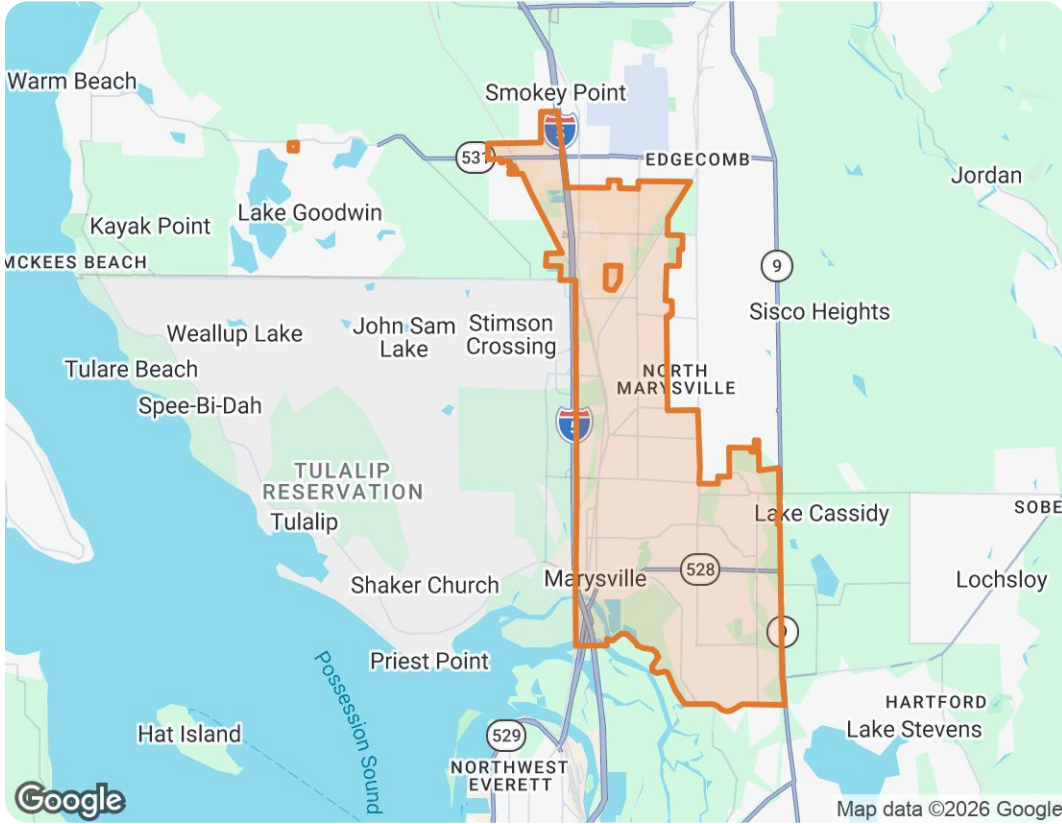 Warm Beach
Smokey Point
5
531
EDGECOMB
Jordan
Lake Goodwin
Kayak Point
MCKEES BEACH
9
Sisco Heights
Weallup Lake
John Sam
Lake
Stimson
Crossing
Tulare Beach
NORTH
MARYSVILLE
Spee-Bi-Dah
5
TULALIP
RESERVATION
Tulalip
Lake Cassidy
SOBE
Shaker Church
Marysville
528
Lochsloy
9
Priest Point
Possession Sound
HARTFORD
Lake Stevens
Hat Island
529
NORTHWEST
EVERETT
Google
Map data ©2026 Google